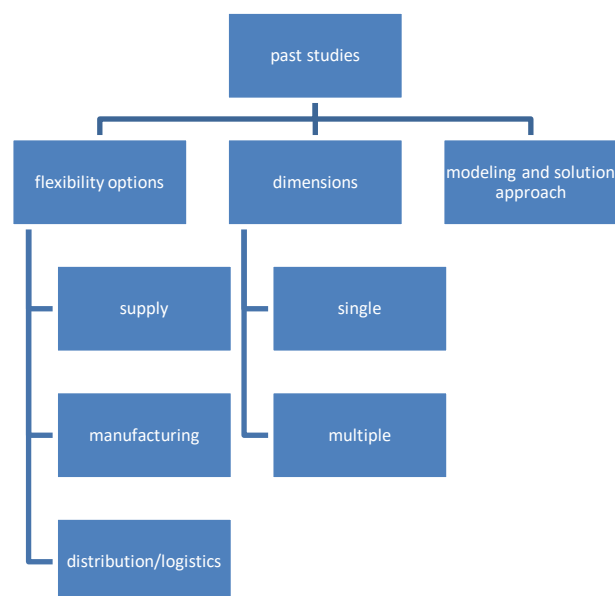 past studies
flexibility options
dimensions
modeling and solution
approach
supply
single
manufacturing
multiple
distribution/logistics